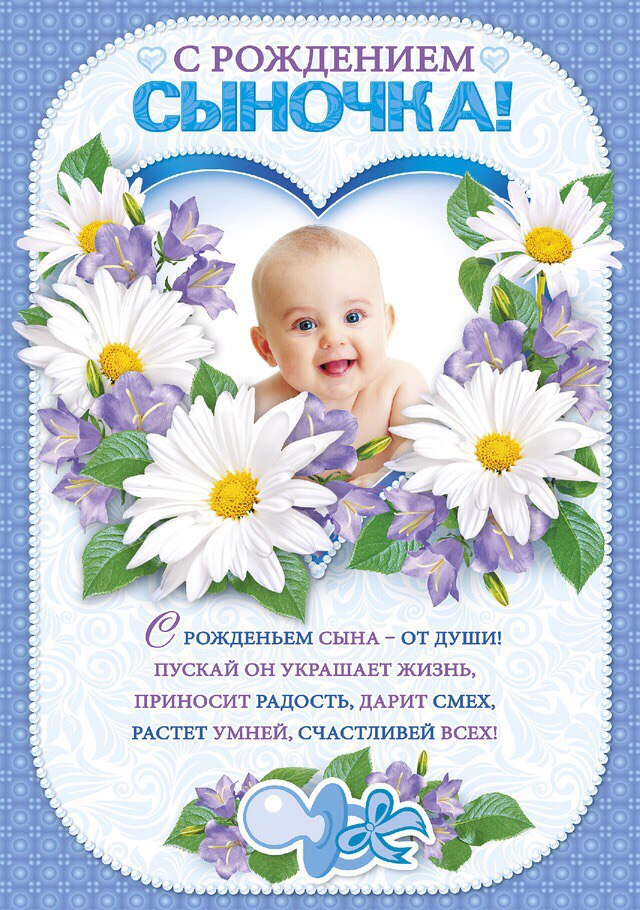 С РОЖДЕНИЕМ
СЫНОЧКА!
С РОЖДЕНЬЕМ СЫНА – ОТ ДУШИ!
ПУСКАЙ ОН УКРАШАЕТ ЖИЗНЬ,
ПРИНОСИТ РАДОСТЬ, ДАРИТ СМЕХ,
РАСТЕТ УМНЕЙ, СЧАСТЛИВЕЙ ВСЕХ!